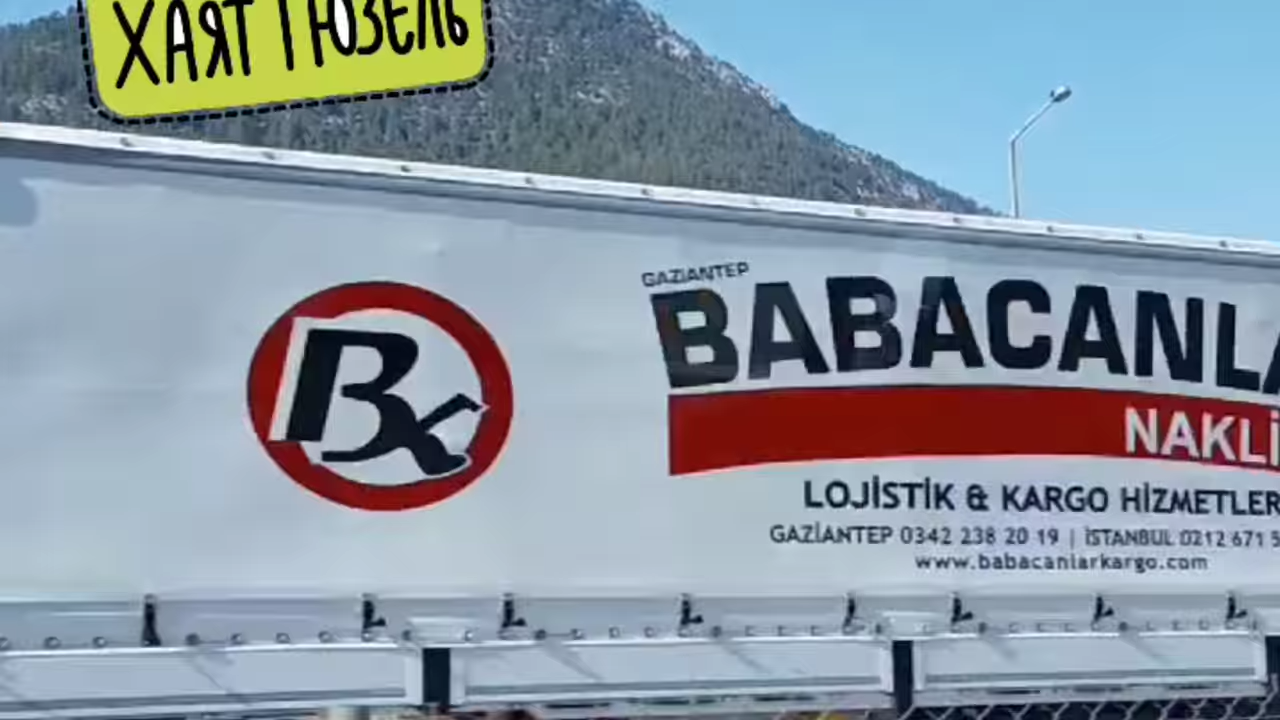 ХАЯТ ГЮЗЕЛЬ
GAZIANTEP
BABACANLA
NAKLİ
LOJİSTİK & KARGO HİZMETLER
GAZİANTEP 0342 238 20 19 | İSTANBUL 0212 671 5
www.babacanlarkargo.com